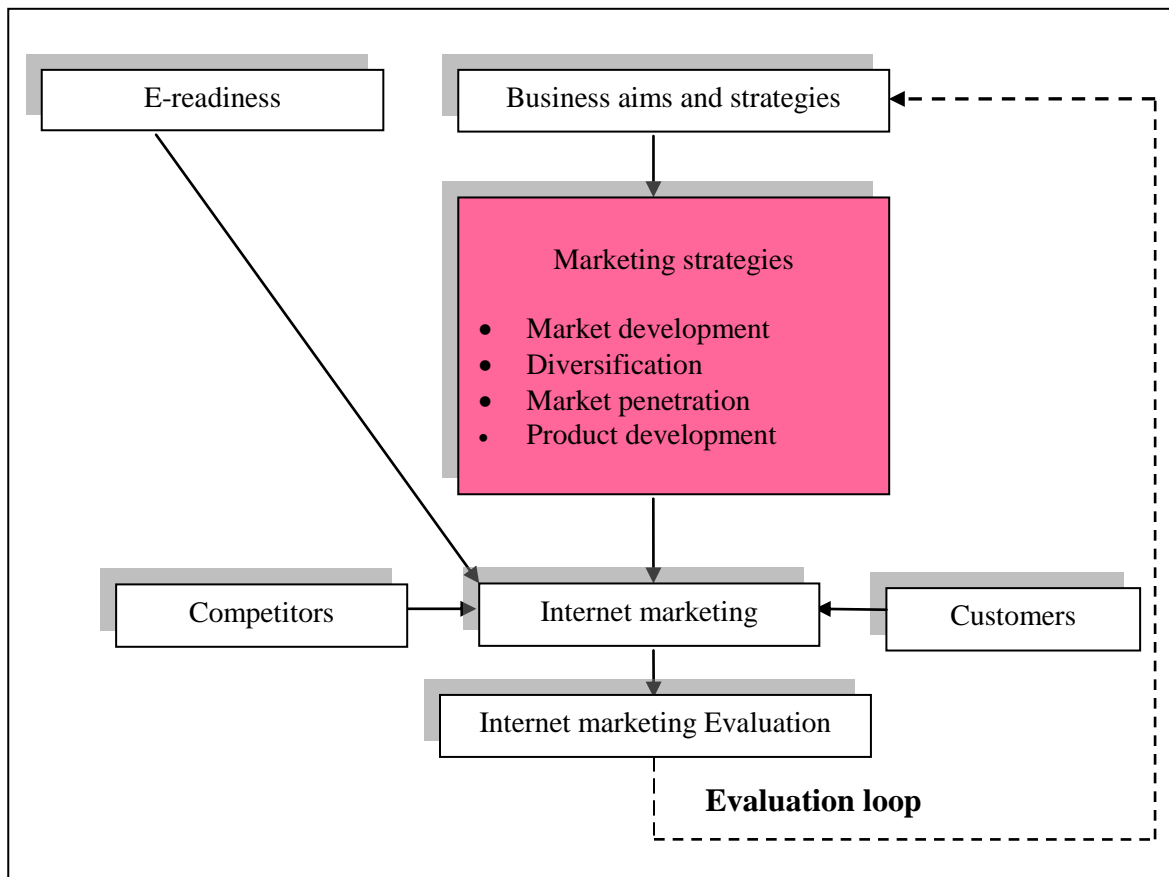 E-readiness
Business aims and strategies
Marketing strategies
• Market development
• Diversification
• Market penetration
• Product development
Competitors
Internet marketing
Customers
Internet marketing Evaluation
Evaluation loop